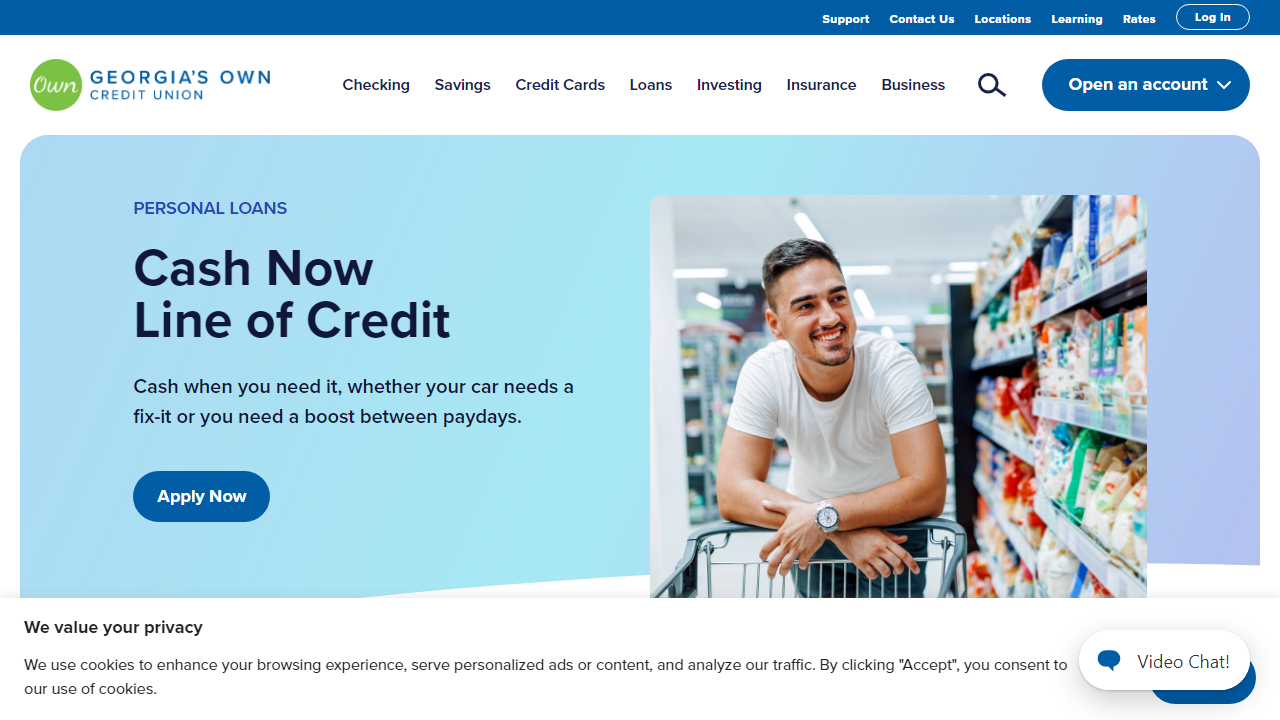 Support Contact Us Locations Learning Rates Log In
Own GEORGIA'S OWN
CREDIT UNION
Checking Savings Credit Cards Loans Investing Insurance Business Open an account
PERSONAL LOANS
Cash Now
Line of Credit
Cash when you need it, whether your car needs a
fix-it or you need a boost between paydays.
Apply Now
We value your privacy
We use cookies to enhance your browsing experience, serve personalized ads or content, and analyze our traffic. By clicking "Accept", you consent to
our use of cookies.
Video Chat!